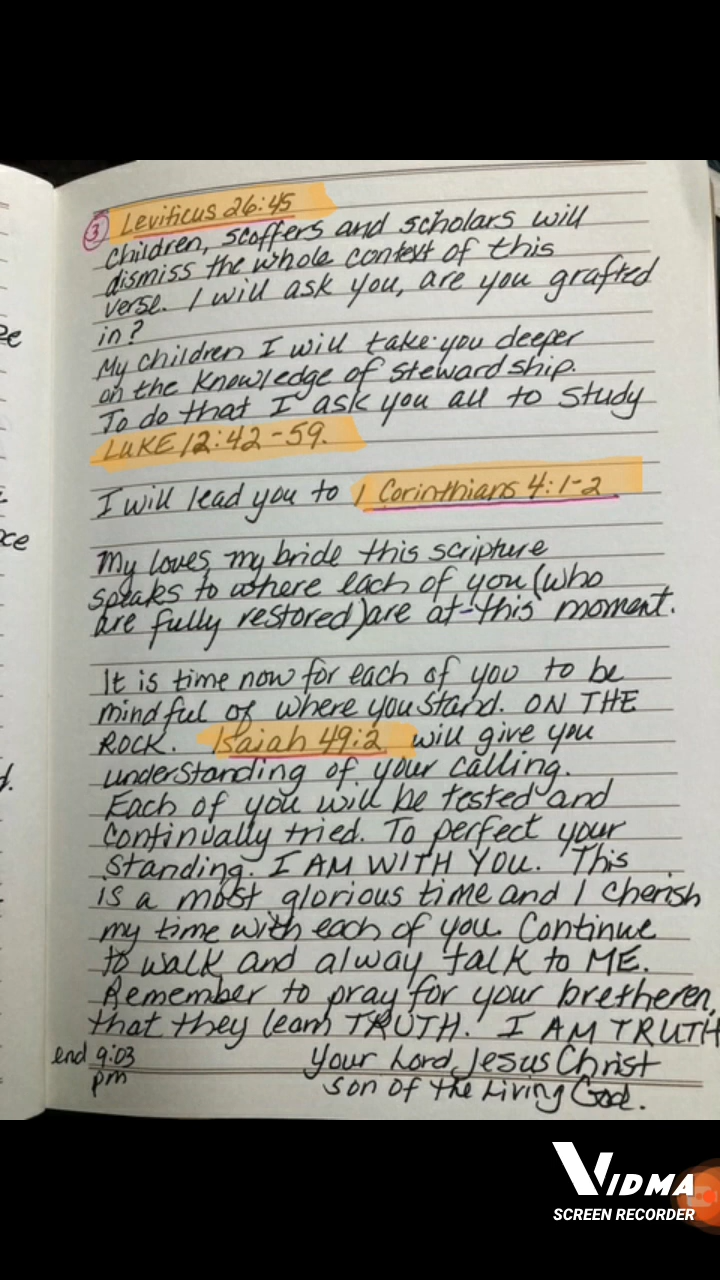 ③ Leviticus 26:45
Children, scoffers and scholars will
dismiss the whole context of this
verse. I will ask you, are you grafted
in?
My children I will take you deeper
on the knowledge of stewardship.
To do that I ask you all to study
LUKE 12:42-59.
I will lead you to 1 Corinthians 4:1-2
My loves, my bride this scripture
speaks to where each of you (who
are fully restored) are at this moment.
It is time now for each of you to be
mindful of where you stand. ON THE
ROCK. Isaiah 49:2 will give you
understanding of your calling.
Each of you will be tested and
continually tried. To perfect your
standing. I AM WITH YOU. This
is a most glorious time and I cherish
my time with each of you. Continue
to walk and alway talk to ME.
Remember to pray for your bretheren,
that they learn TRUTH. I AM TRUTH
end 9:03 Your Lord, Jesus Christ
pm son of the Living God.
VIDMA
SCREEN RECORDER